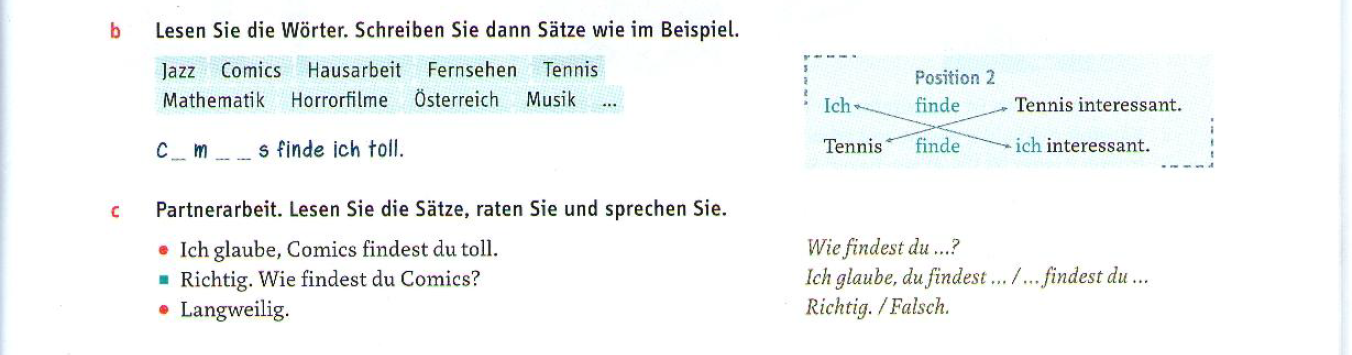 b Lesen Sie die Wörter. Schreiben Sie dann Sätze wie im Beispiel.
Jazz Comics Hausarbeit Fernsehen Tennis
Mathematik Horrorfilme Österreich Musik ...
C_ m _ _ s finde ich toll.
Position 2
Ich finde Tennis interessant.
Tennis finde ich interessant.
c Partnerarbeit. Lesen Sie die Sätze, raten Sie und sprechen Sie.
• Ich glaube, Comics findest du toll.
▪ Richtig. Wie findest du Comics?
• Langweilig.
Wie findest du ...?
Ich glaube, du findest ... / ... findest du ...
Richtig. / Falsch.